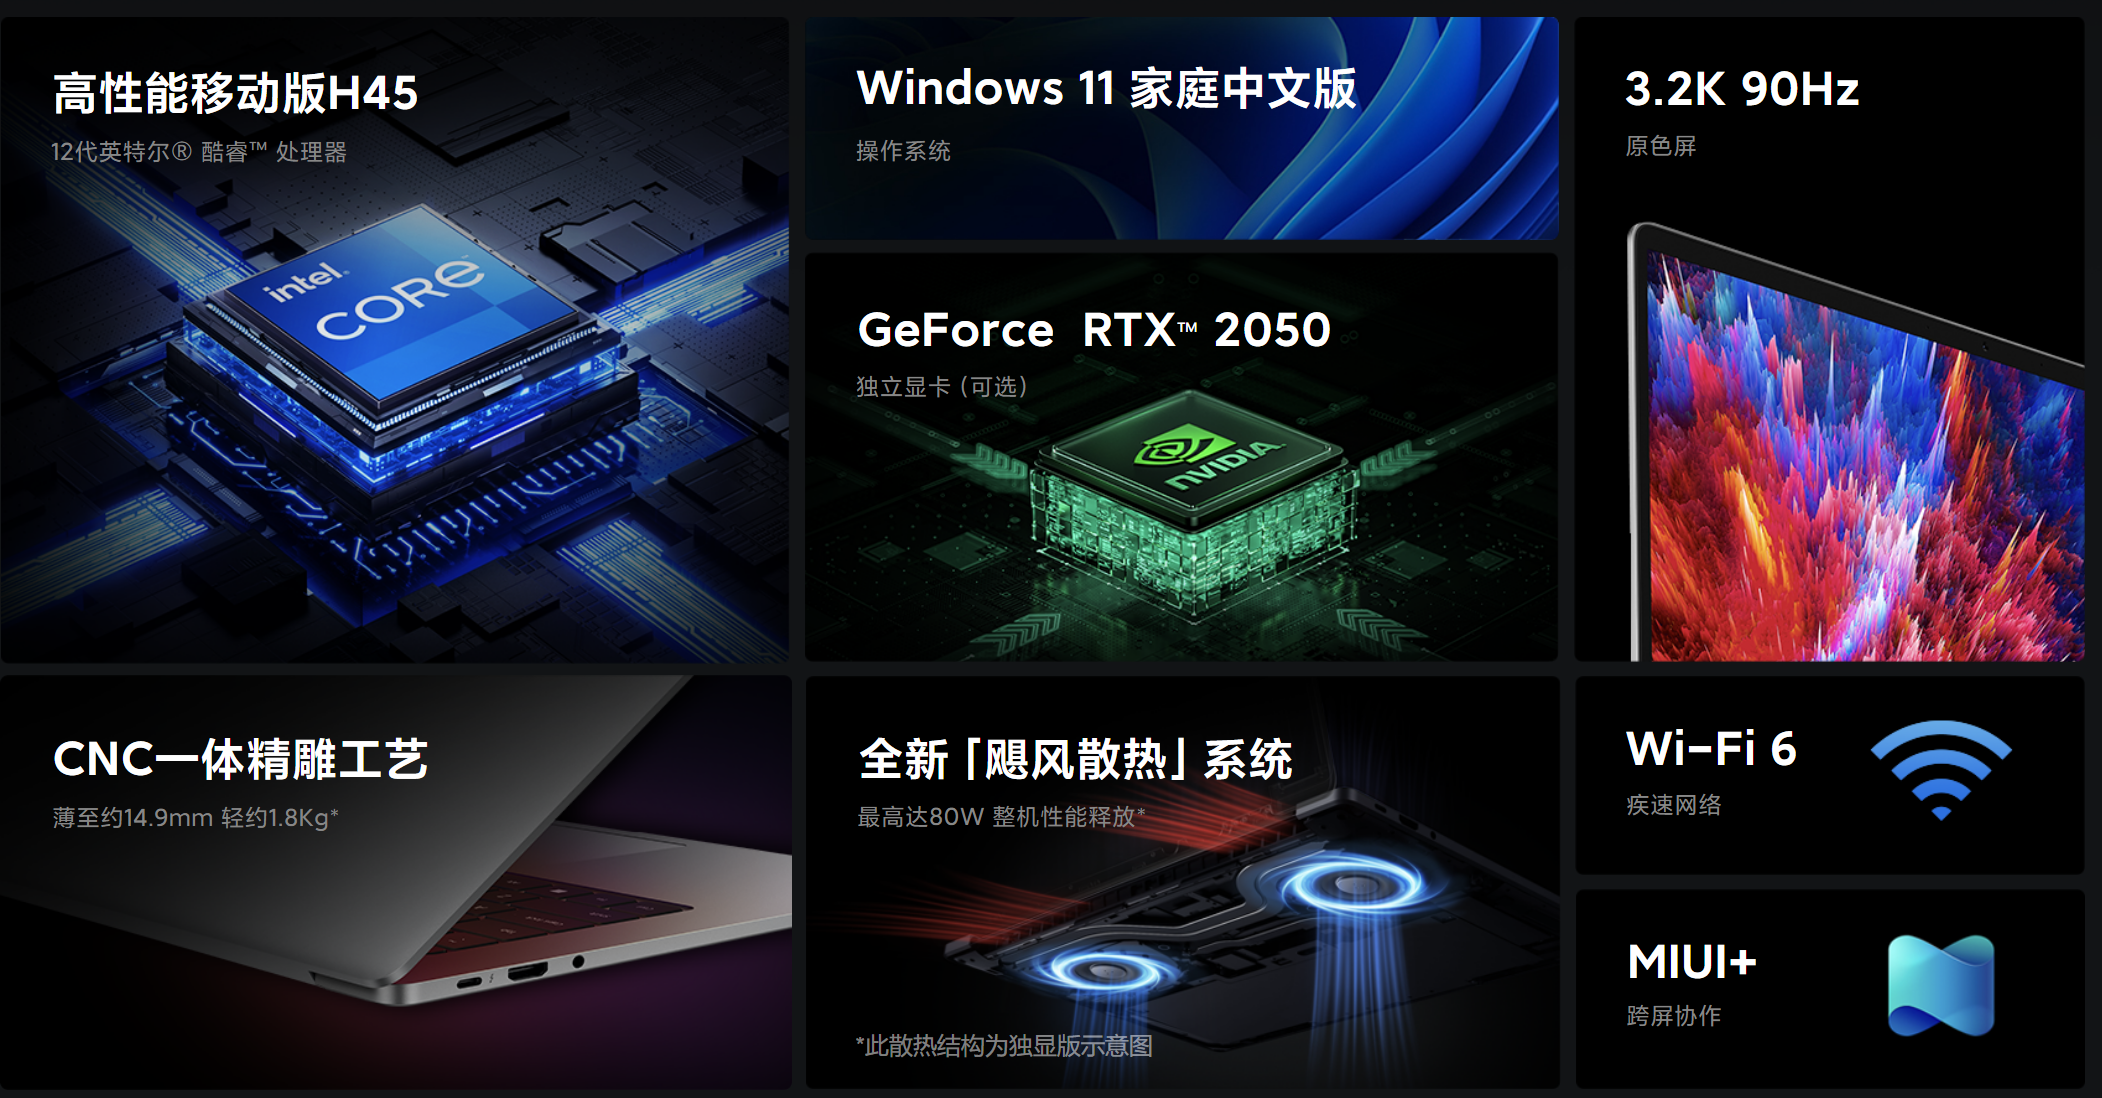 高性能移动版H45
12代英特尔® 酷睿™ 处理器
intel®
CORE™
Windows 11 家庭中文版
操作系统
GeForce RTX™ 2050
独立显卡 (可选)
NVIDIA
3.2K 90Hz
原色屏
CNC一体精雕工艺
薄至约14.9mm 轻约1.8Kg*
全新「飓风散热」系统
最高达80W 整机性能释放*
*此散热结构为独显版示意图
Wi-Fi 6
疾速网络
MIUI+
跨屏协作